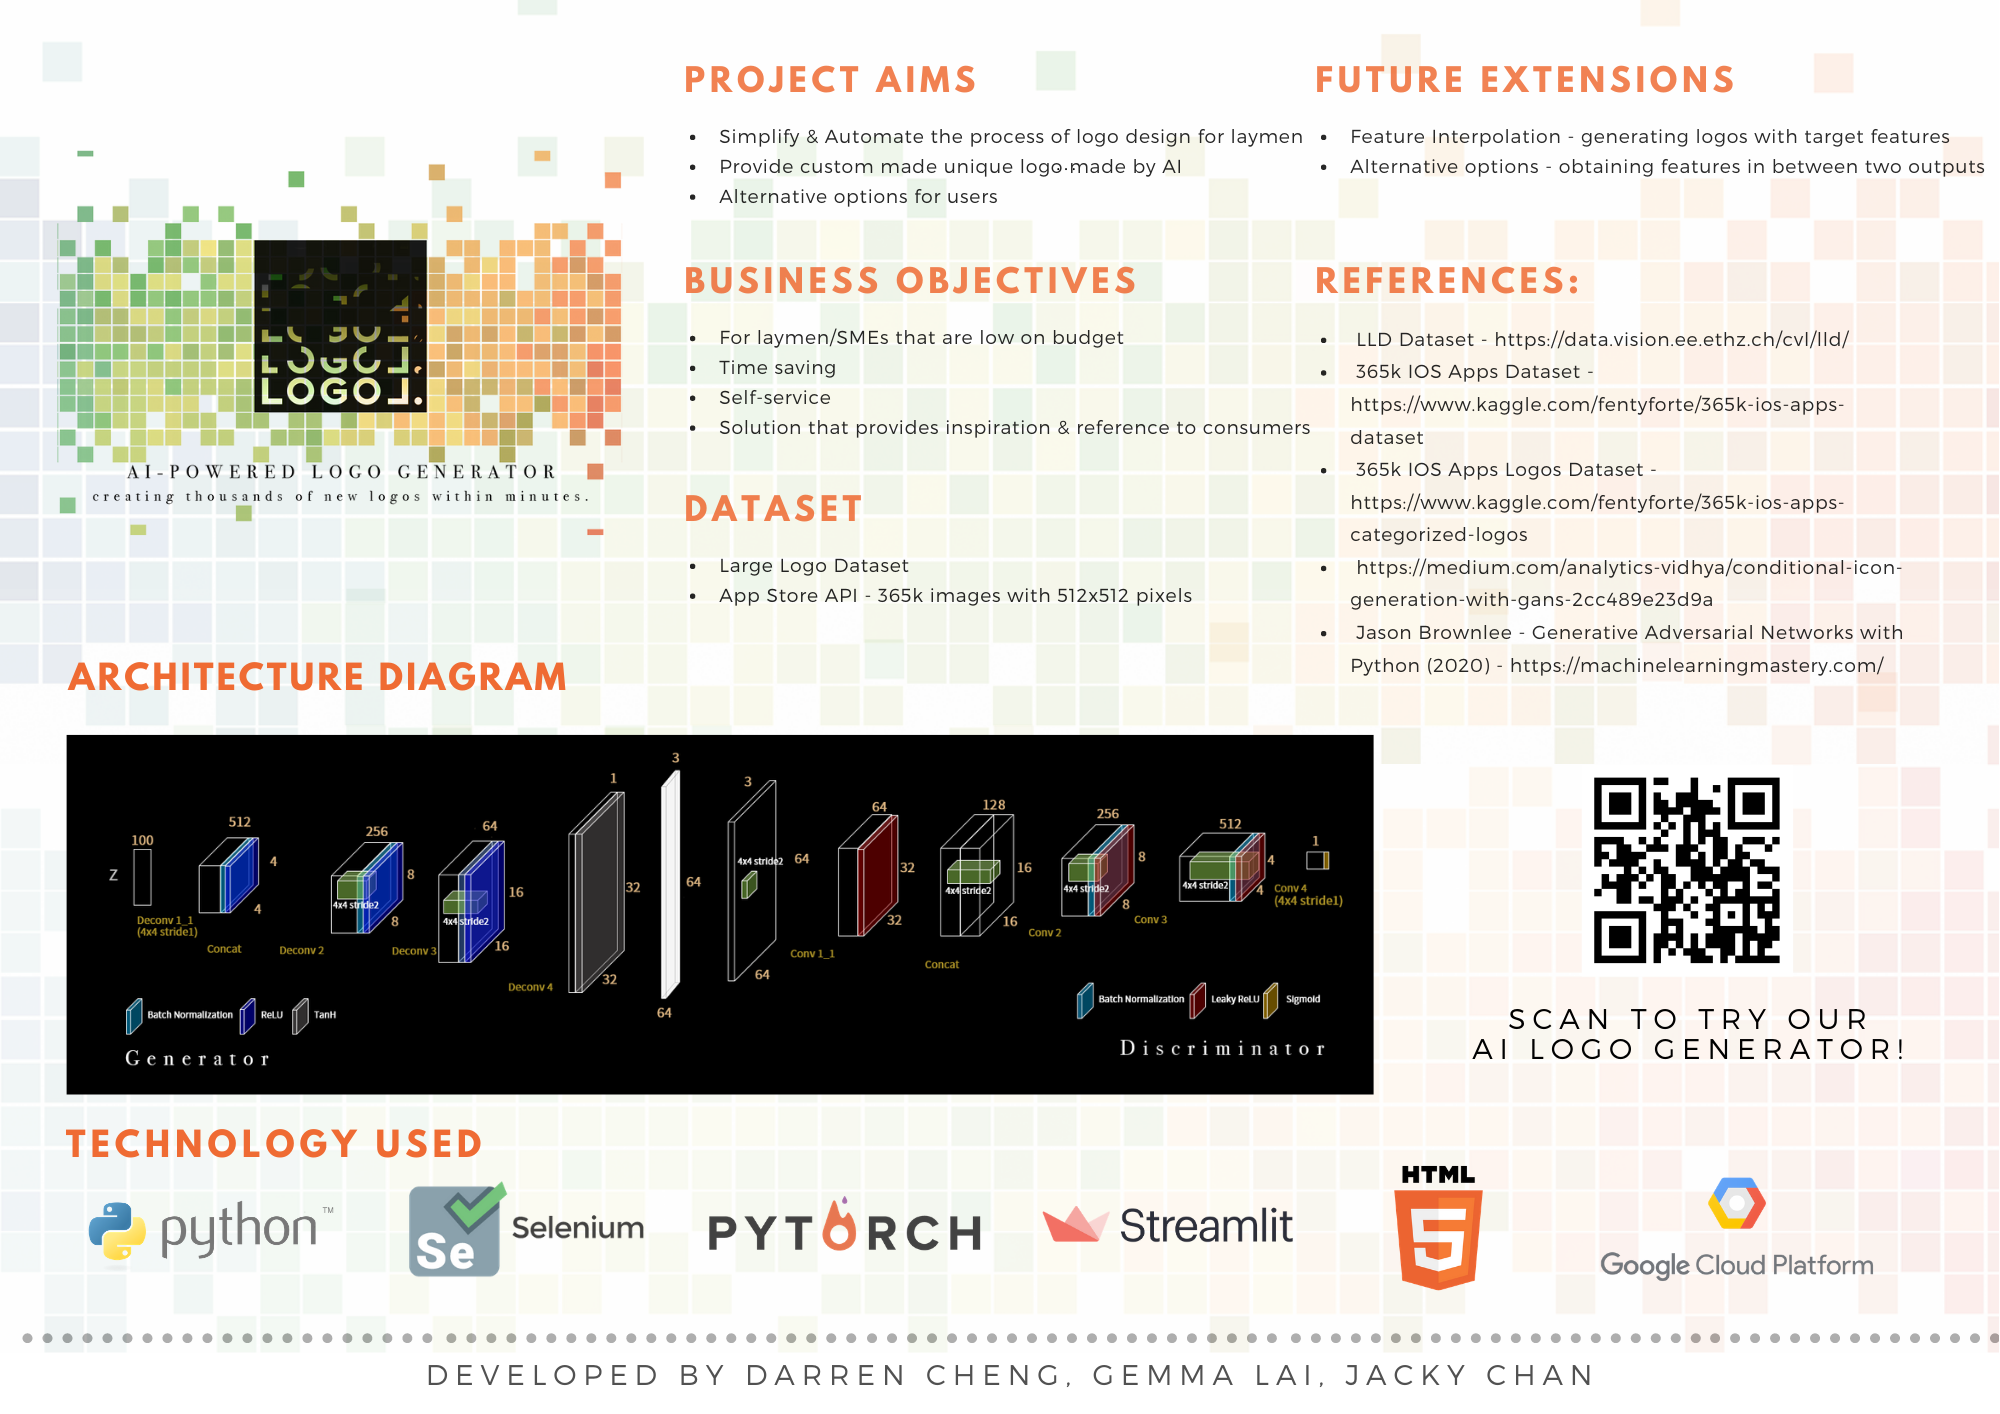 LOGO
LOGO
LOGO.
AI-POWERED LOGO GENERATOR
creating thousands of new logos within minutes.
PROJECT AIMS
Simplify & Automate the process of logo design for laymen
Provide custom made unique logo made by AI
Alternative options for users
BUSINESS OBJECTIVES
For laymen/SMEs that are low on budget
Time saving
Self-service
Solution that provides inspiration & reference to consumers
DATASET
Large Logo Dataset
App Store API - 365k images with 512x512 pixels
FUTURE EXTENSIONS
Feature Interpolation - generating logos with target features
Alternative options - obtaining features in between two outputs
REFERENCES:
LLD Dataset - https://data.vision.ee.ethz.ch/cvl/lld/
365k IOS Apps Dataset -
https://www.kaggle.com/fentyforte/365k-ios-apps-
dataset
365k IOS Apps Logos Dataset -
https://www.kaggle.com/fentyforte/365k-ios-apps-
categorized-logos
https://medium.com/analytics-vidhya/conditional-icon-
generation-with-gans-2cc489e23d9a
Jason Brownlee - Generative Adversarial Networks with
Python (2020) - https://machinelearningmastery.com/
ARCHITECTURE DIAGRAM
Z
100
Deconv 1_1
(4x4 stride1)
512
4
4
Concat
256
8
8
4x4 stride2
Deconv 2
64
16
16
4x4 stride2
Deconv 3
1
32
32
Deconv 4
3
64
64
3
4x4 stride2
64
64
Conv 1_1
64
32
32
128
16
16
4x4 stride2
Concat
256
8
8
4x4 stride2
Conv 2
512
4
4
4x4 stride2
Conv 3
1
Conv 4
(4x4 stride1)
Batch Normalization
ReLU
TanH
Generator
Batch Normalization
Leaky ReLU
Sigmoid
Discriminator
SCAN TO TRY OUR
AI LOGO GENERATOR!
TECHNOLOGY USED
python™
Se
Selenium
PYTORCH
Streamlit
HTML
5
Google Cloud Platform
DEVELOPED BY DARREN CHENG, GEMMA LAI, JACKY CHAN